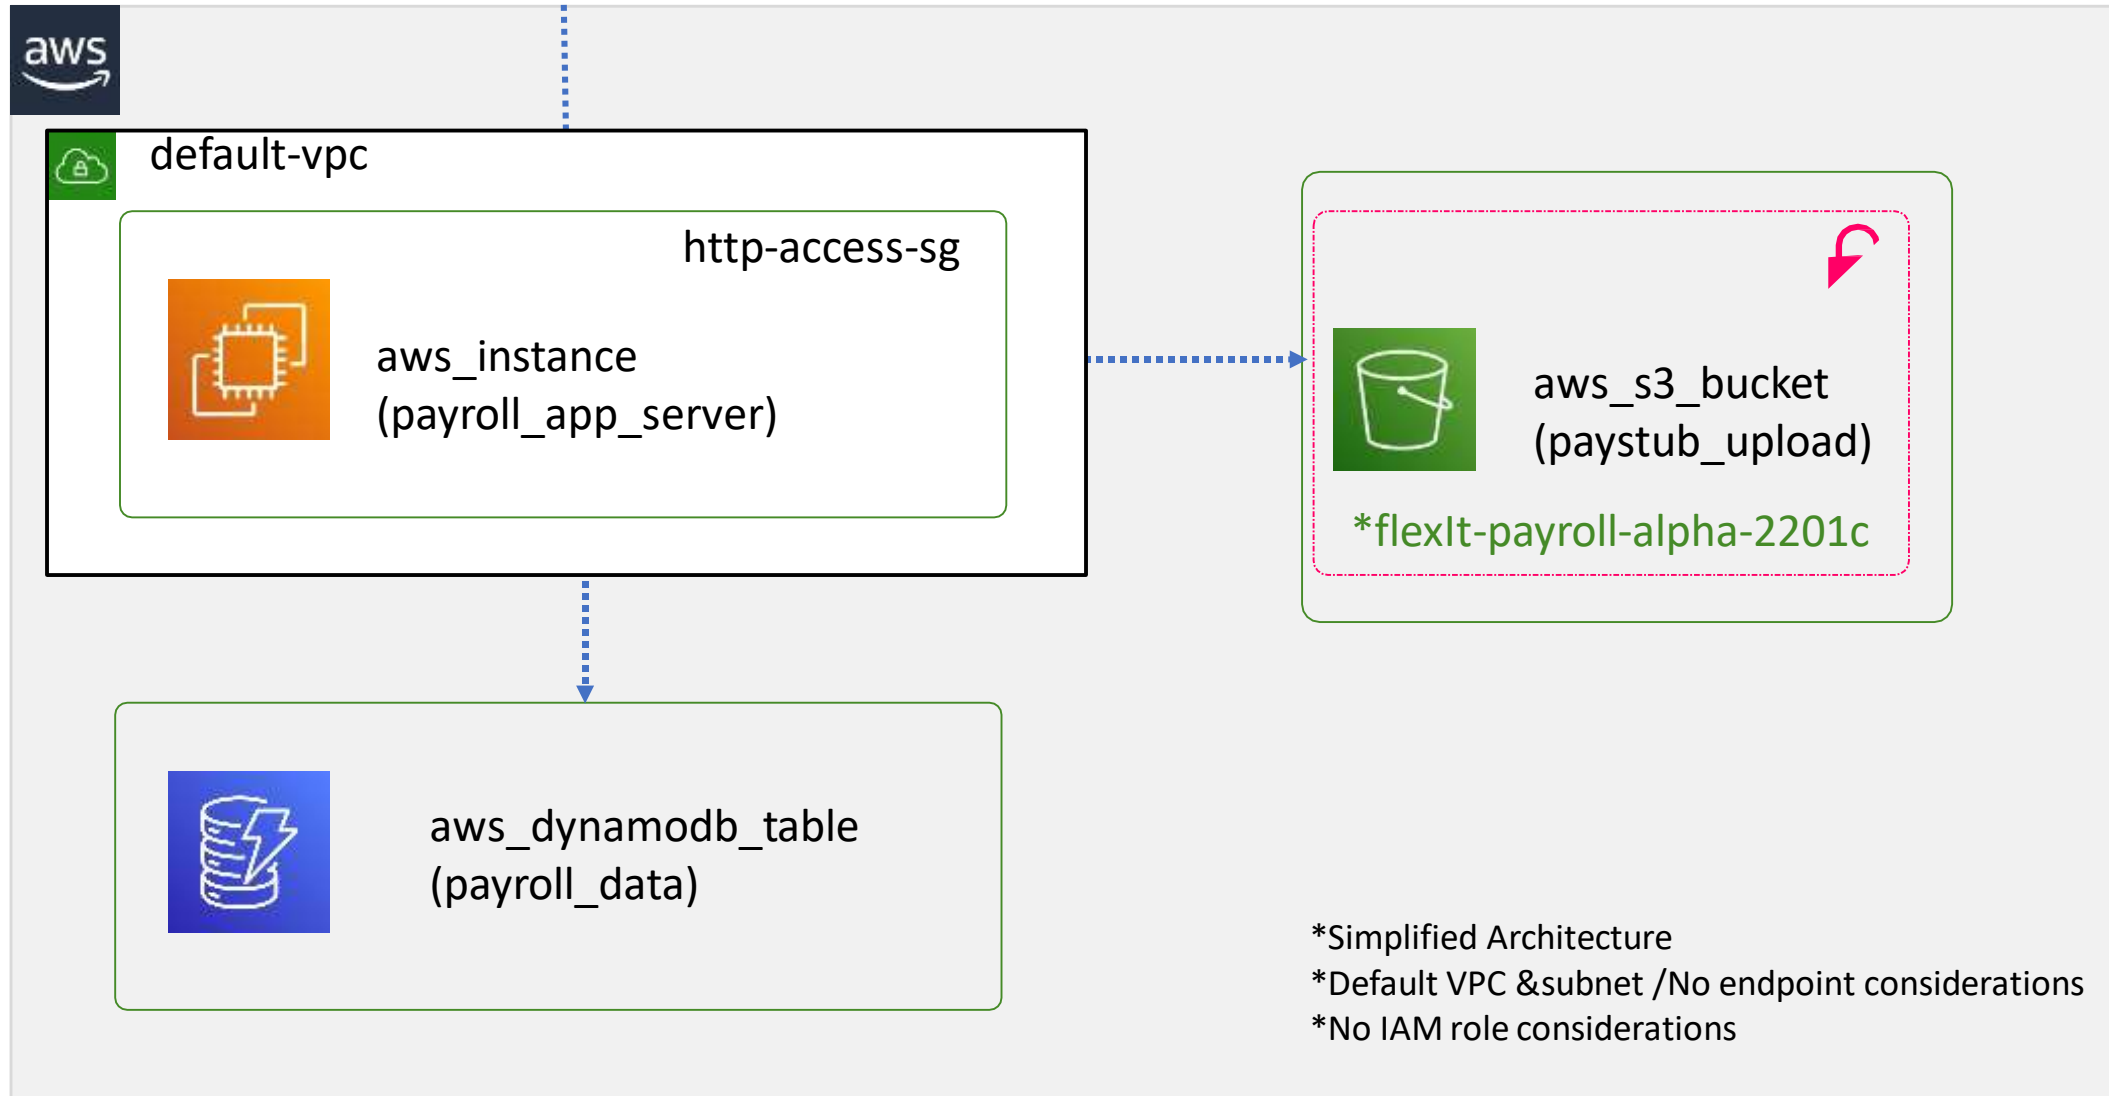 aws
default-vpc
http-access-sg
aws_instance
(payroll_app_server)
aws_s3_bucket
(paystub_upload)
*flexIt-payroll-alpha-2201c
aws_dynamodb_table
(payroll_data)
*Simplified Architecture
*Default VPC &subnet /No endpoint considerations
*No IAM role considerations